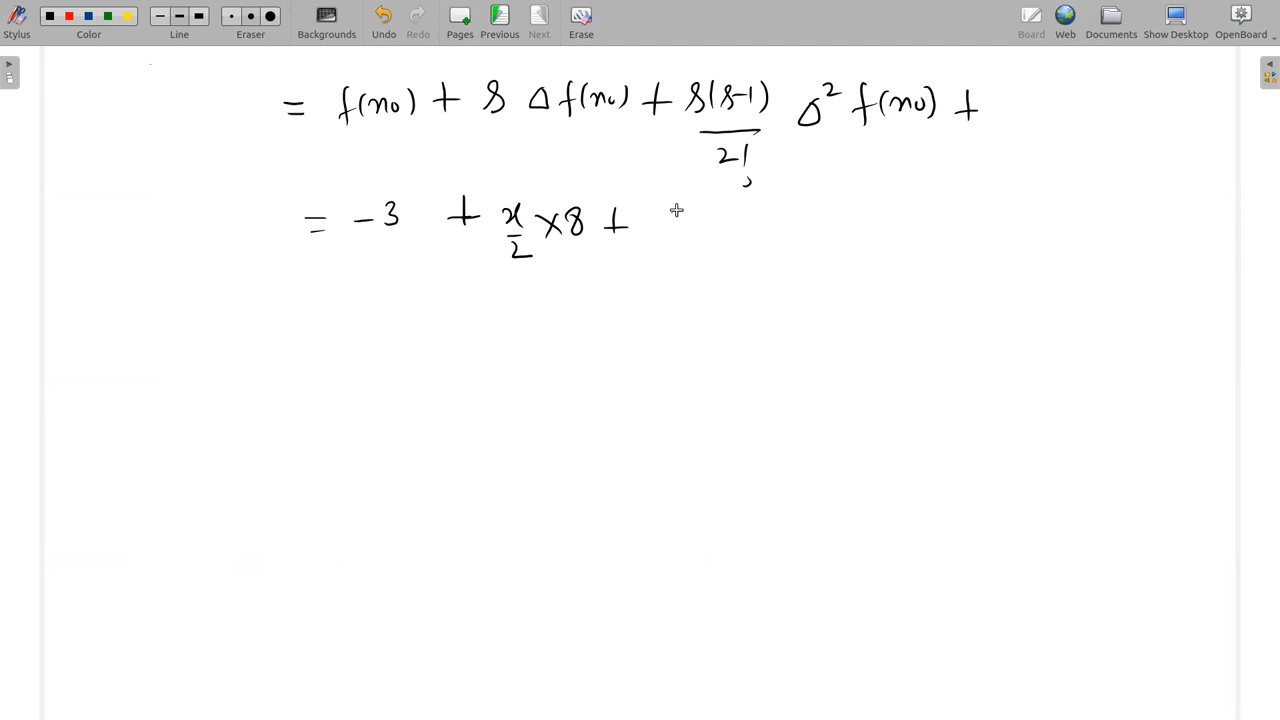 Stylus Color Line Eraser Backgrounds Undo Redo Pages Previous Next Erase Board Web Documents Show Desktop OpenBoard
= f(x₀) + S Δf(x₀) + S(S-1)/2! Δ² f(x₀) +
= -3 + x/2 × 8 +